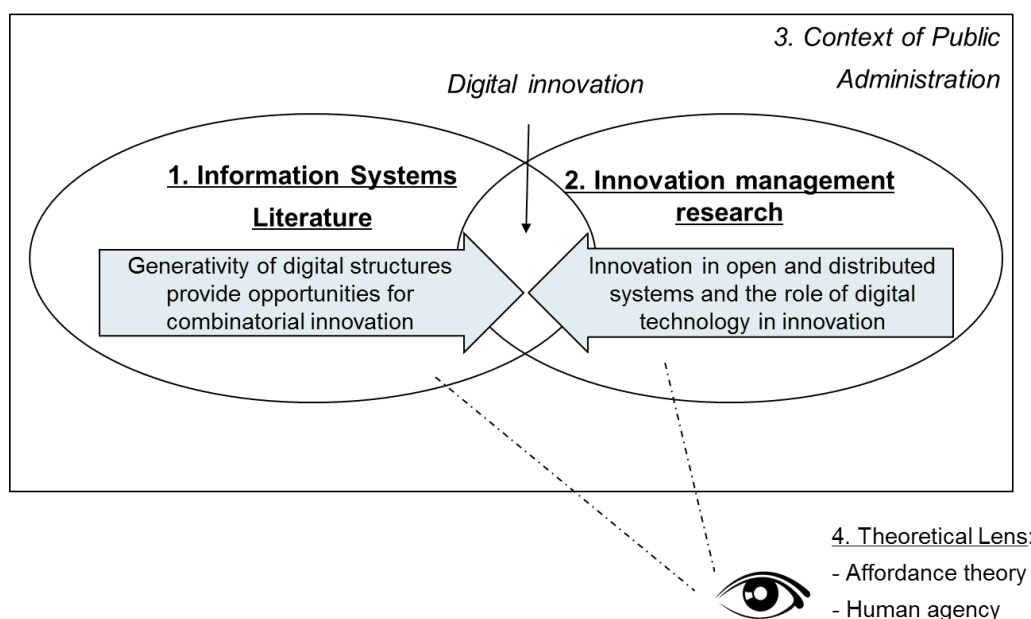 3. Context of Public
Administration
Digital innovation
1. Information Systems
Literature
2. Innovation management
research
Generativity of digital structures
provide opportunities for
combinatorial innovation
Innovation in open and distributed
systems and the role of digital
technology in innovation
4. Theoretical Lens:
- Affordance theory
- Human agency